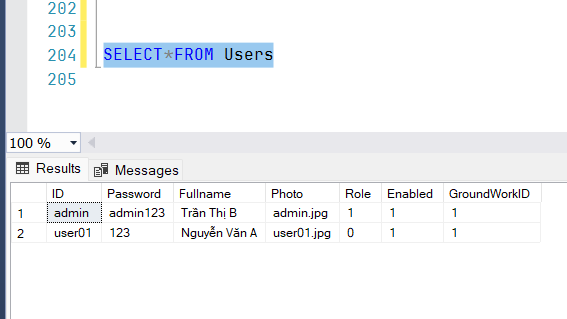 202
203
204 SELECT*FROM Users
205
100 %
Results Messages
ID Password Fullname Photo Role Enabled GroundWorkID
1 admin admin123 Trần Thị B admin.jpg 1 1 1
2 user01 123 Nguyễn Văn A user01.jpg 0 1 1